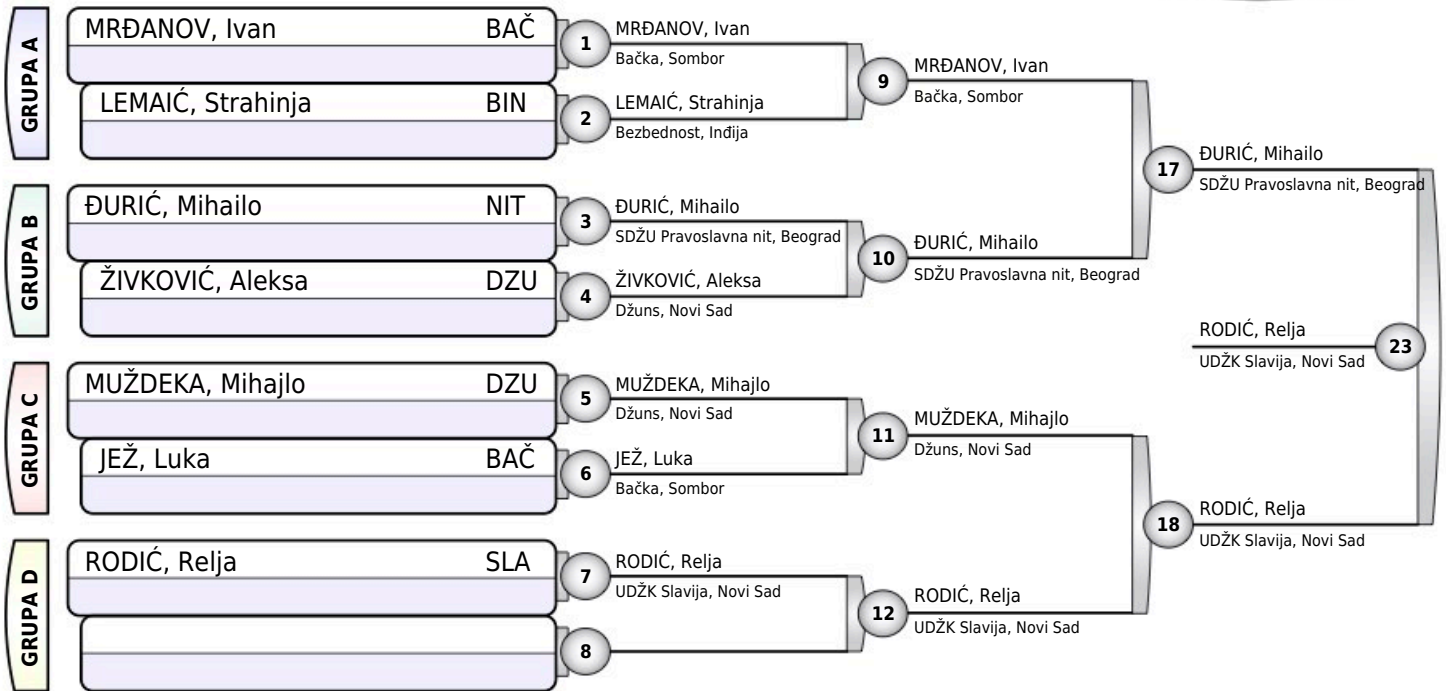 GRUPA A
MRĐANOV, Ivan BAČ
LEMAIĆ, Strahinja BIN
GRUPA B
ĐURIĆ, Mihailo NIT
ŽIVKOVIĆ, Aleksa DZU
GRUPA C
MUŽDEKA, Mihajlo DZU
JEŽ, Luka BAČ
GRUPA D
RODIĆ, Relja SLA
1
MRĐANOV, Ivan
Bačka, Sombor
2
LEMAIĆ, Strahinja
Bezbednost, Inđija
3
ĐURIĆ, Mihailo
SDŽU Pravoslavna nit, Beograd
4
ŽIVKOVIĆ, Aleksa
Džuns, Novi Sad
5
MUŽDEKA, Mihajlo
Džuns, Novi Sad
6
JEŽ, Luka
Bačka, Sombor
7
RODIĆ, Relja
UDŽK Slavija, Novi Sad
8
9
MRĐANOV, Ivan
Bačka, Sombor
10
ĐURIĆ, Mihailo
SDŽU Pravoslavna nit, Beograd
11
MUŽDEKA, Mihajlo
Džuns, Novi Sad
12
RODIĆ, Relja
UDŽK Slavija, Novi Sad
17
ĐURIĆ, Mihailo
SDŽU Pravoslavna nit, Beograd
18
RODIĆ, Relja
UDŽK Slavija, Novi Sad
RODIĆ, Relja
UDŽK Slavija, Novi Sad
23